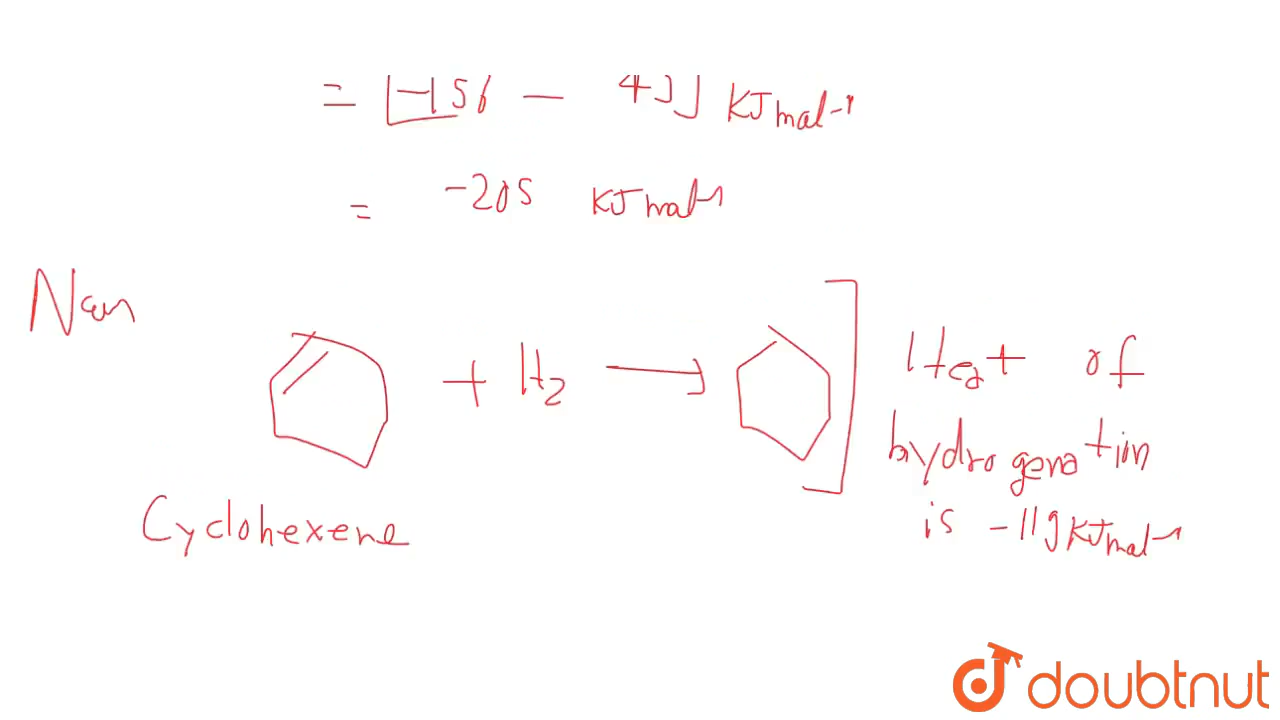 = [-156 - 49] KJ mol-1
= -205 KJ mol-1
Now
+ H2 → Heat of
hydrogenation
is -119 KJ mol-1
Cyclohexene
doubtnut